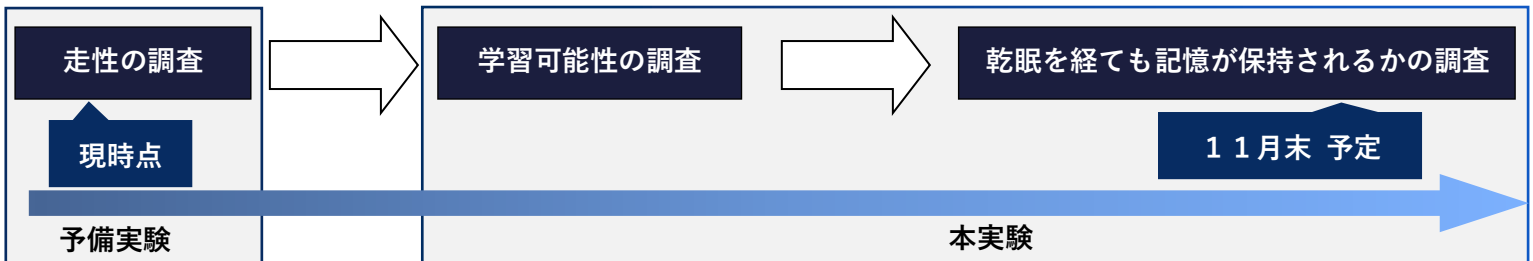 走性の調査
学習可能性の調査
乾眠を経ても記憶が保持されるかの調査
現時点
１１月末 予定
予備実験
本実験